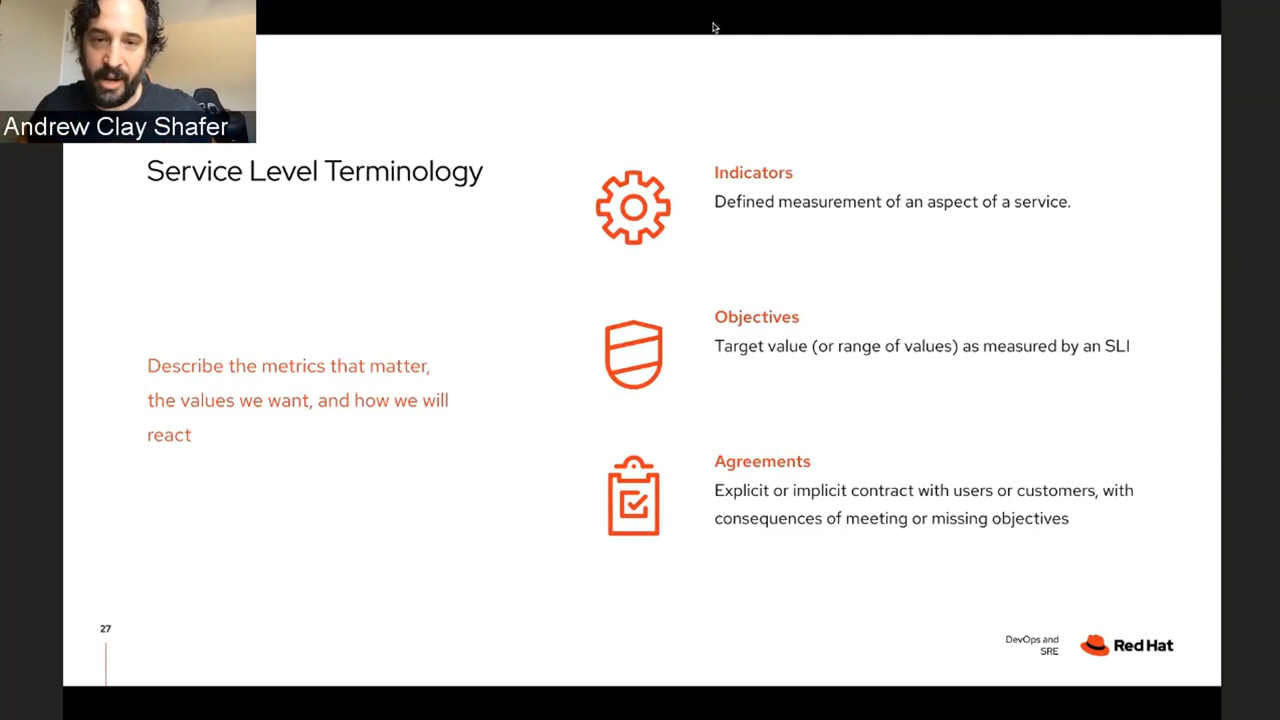 Andrew Clay Shafer
Service Level Terminology
Describe the metrics that matter,
the values we want, and how we will
react
Indicators
Defined measurement of an aspect of a service.
Objectives
Target value (or range of values) as measured by an SLI
Agreements
Explicit or implicit contract with users or customers, with
consequences of meeting or missing objectives
27
DevOps and
SRE
Red Hat